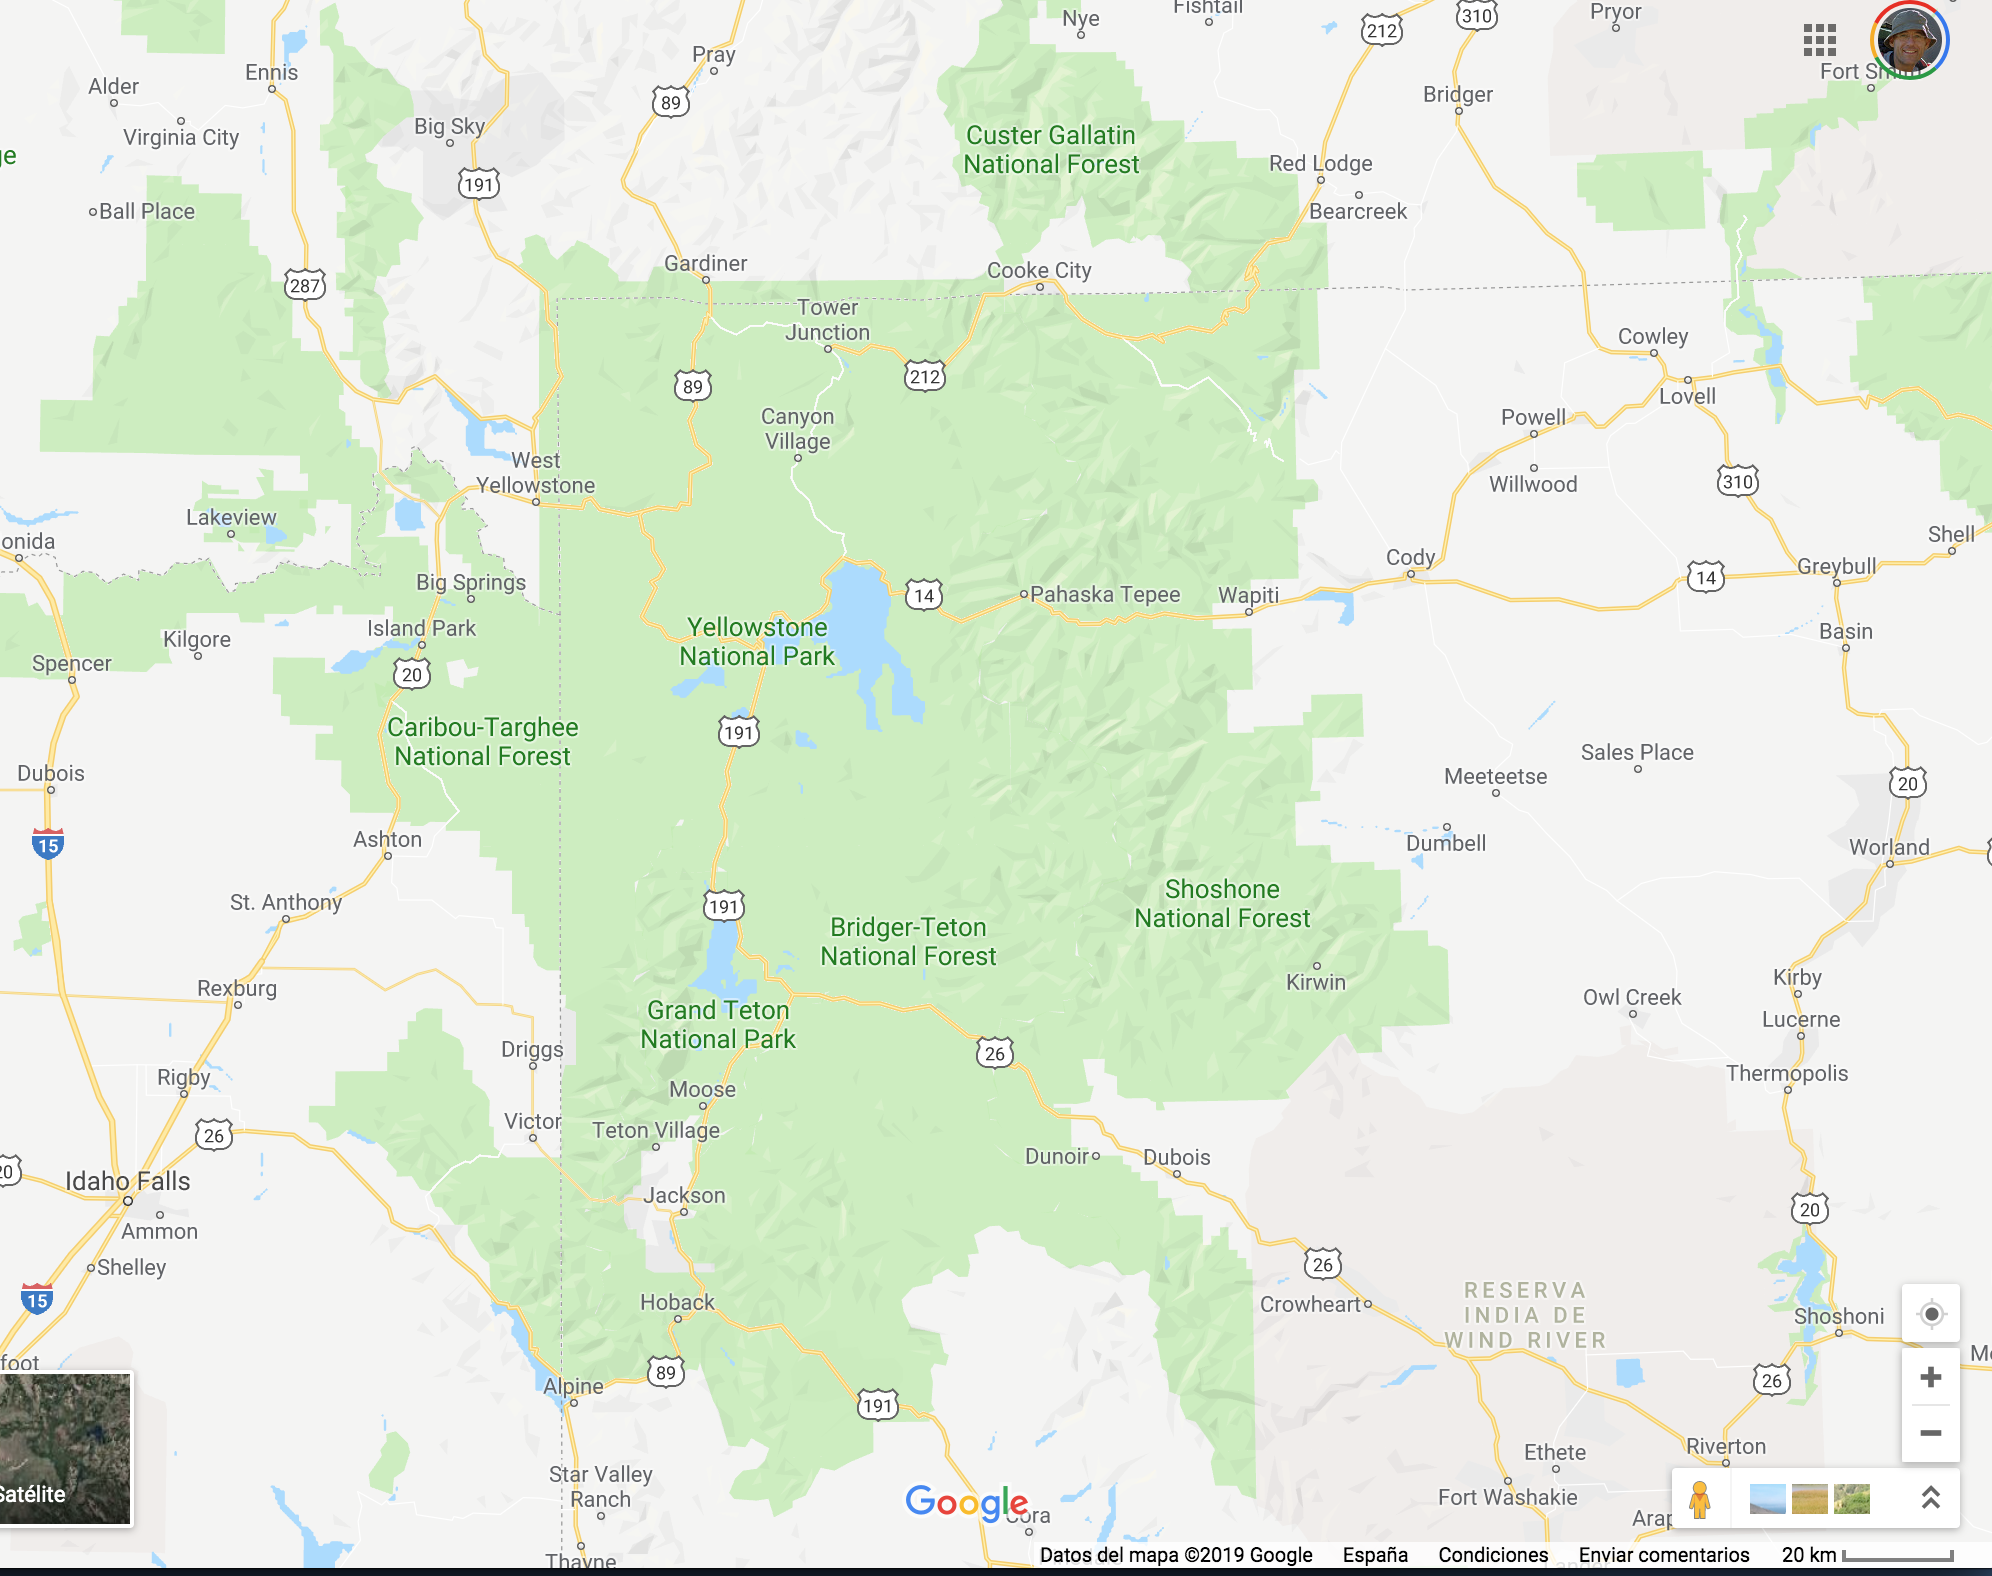 Nye
Fishtail
212
310
Pryor
Pray
Ennis
Alder
89
Bridger
Virginia City
Big Sky
Custer Gallatin
National Forest
Red Lodge
191
Ball Place
Bearcreek
Gardiner
Cooke City
287
Tower
Junction
Cowley
89
212
Lovell
Canyon
Village
Powell
West
Yellowstone
Willwood
310
Lakeview
Shell
Cody
Greybull
14
Big Springs
14
Pahaska Tepee
Wapiti
Island Park
Kilgore
Yellowstone
National Park
Basin
Spencer
20
Caribou-Targhee
National Forest
191
Sales Place
Dubois
Meeteetse
20
Ashton
15
Dumbell
Worland
St. Anthony
191
Shoshone
National Forest
Bridger-Teton
National Forest
Kirwin
Kirby
Rexburg
Owl Creek
Grand Teton
National Park
Lucerne
Driggs
26
Thermopolis
Rigby
Moose
Victor
Teton Village
26
Dunoir
Dubois
20
Idaho Falls
Jackson
20
Ammon
Shelley
26
15
Hoback
Crowheart
RESERVA
INDIA DE
WIND RIVER
Shoshoni
89
Alpine
26
191
Riverton
Ethete
Star Valley
Ranch
Fort Washakie
Satélite
Google
Thayne
Datos del mapa ©2019 Google España Condiciones Enviar comentarios 20 km